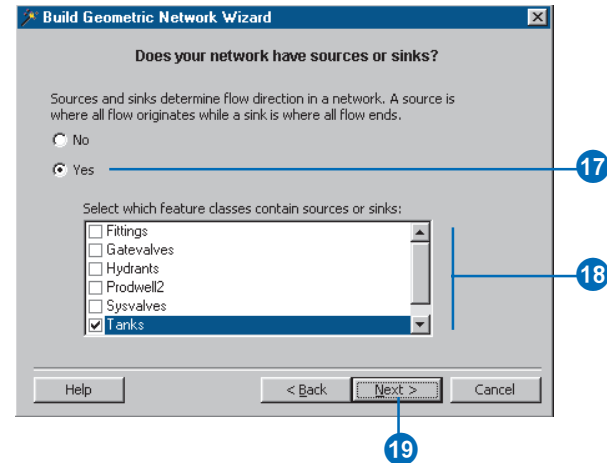 Build Geometric Network Wizard
Does your network have sources or sinks?
Sources and sinks determine flow direction in a network. A source is
where all flow originates while a sink is where all flow ends.
No
Yes
17
Select which feature classes contain sources or sinks:
Fittings
Gatevalves
Hydrants
Prodwell2
Sysvalves
Tanks
18
Help
< Back
Next >
Cancel
19